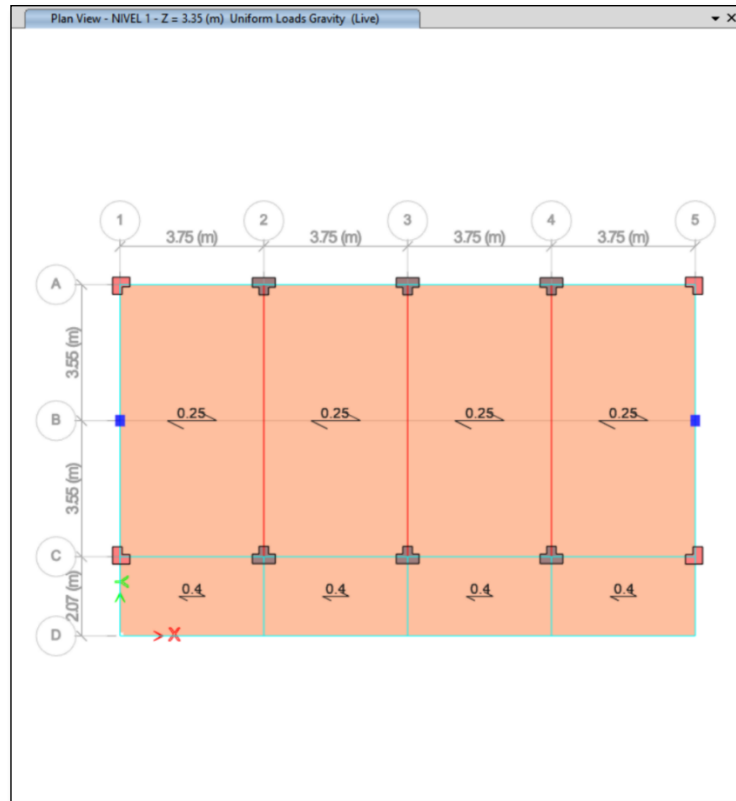 Plan View - NIVEL 1 - Z = 3.35 (m) Uniform Loads Gravity (Live)
1 2 3 4 5
3.75 (m) 3.75 (m) 3.75 (m) 3.75 (m)
A
3.55 (m)
B 0.25 0.25 0.25 0.25
3.55 (m)
C
2.07 (m) Y 0.4 0.4 0.4 0.4
D X